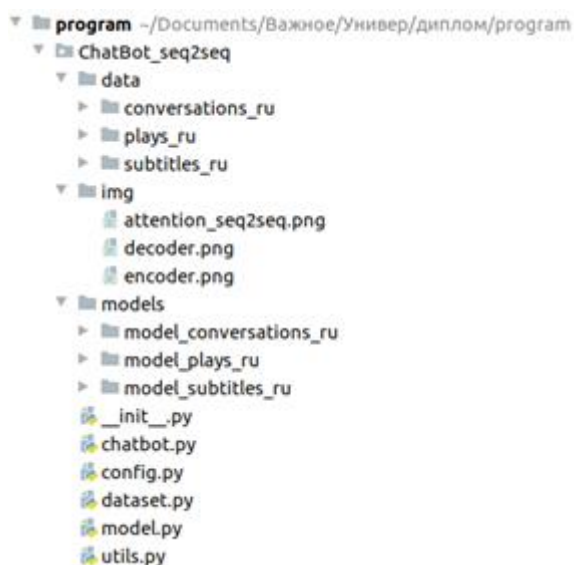 program ~/Documents/Важное/Универ/диплом/program
ChatBot_seq2seq
data
conversations_ru
plays_ru
subtitles_ru
img
attention_seq2seq.png
decoder.png
encoder.png
models
model_conversations_ru
model_plays_ru
model_subtitles_ru
__init__.py
chatbot.py
config.py
dataset.py
model.py
utils.py